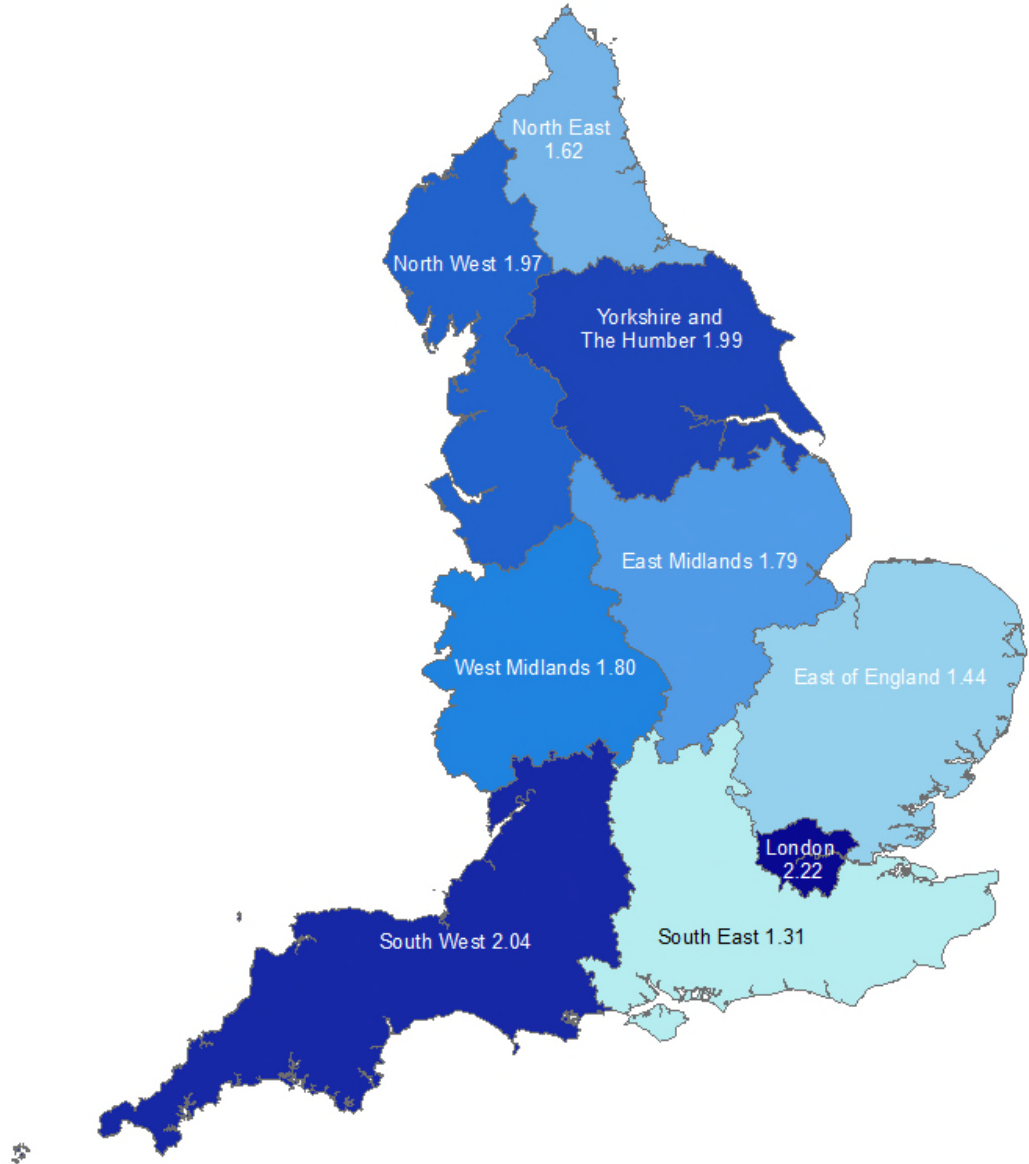 North East
1.62
North West 1.97
Yorkshire and
The Humber 1.99
East Midlands 1.79
West Midlands 1.80
East of England 1.44
London
2.22
South West 2.04
South East 1.31